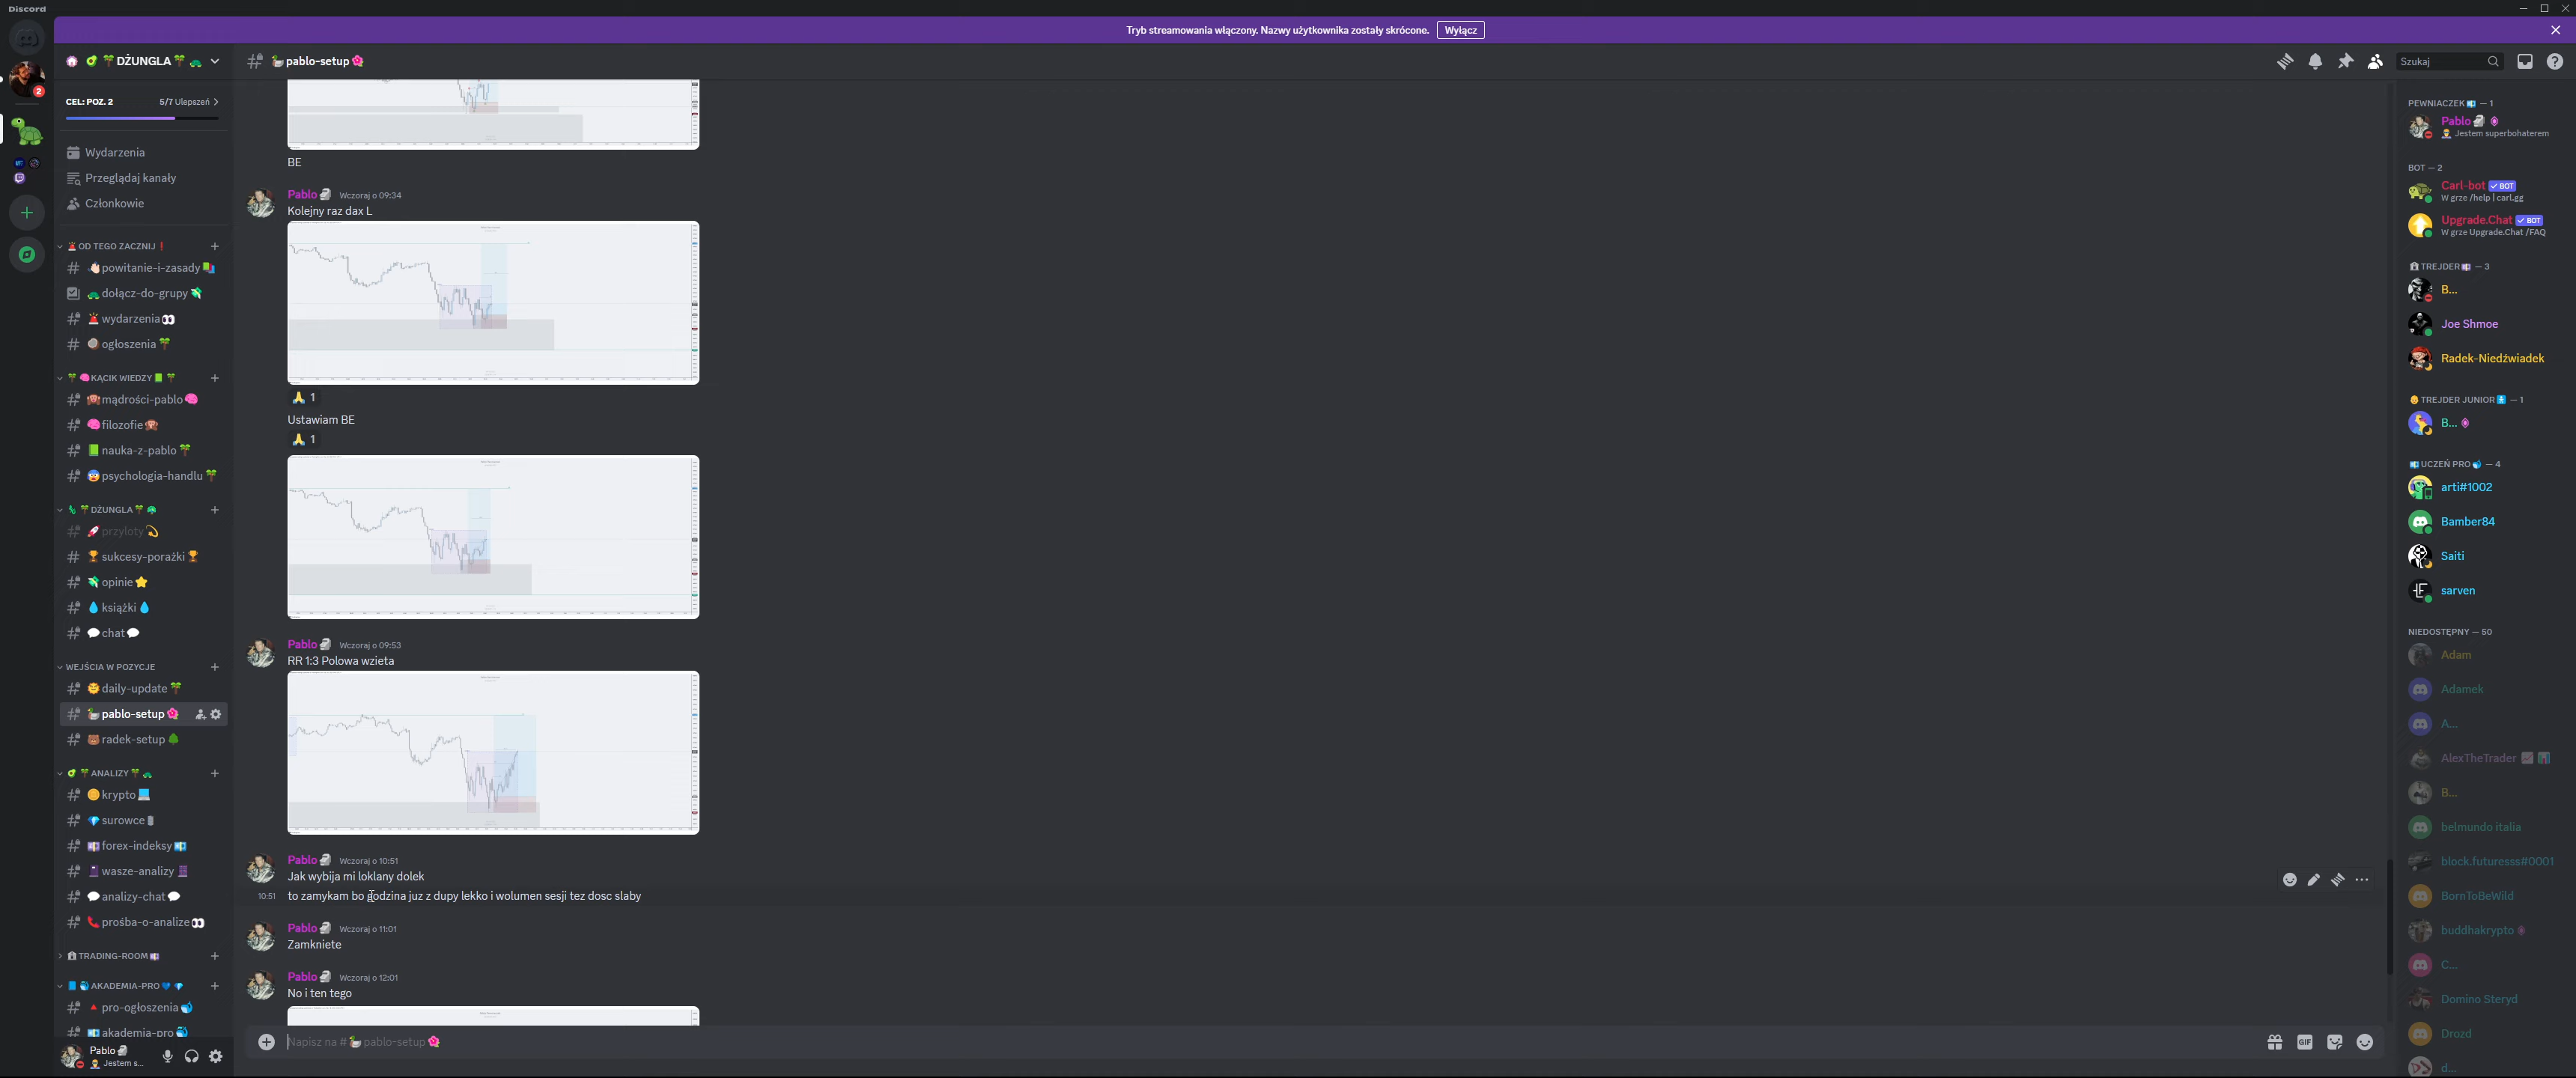 Discord
Tryb streamowania włączony. Nazwy użytkownika zostały skrócone. Wyłącz
DŻUNGLA
CEL: POZ. 2 5/7 Ulepszeń
Wydarzenia
Przeglądaj kanały
Członkowie
OD TEGO ZACZNIJ
powitanie-i-zasady
dołącz-do-grupy
wydarzenia
ogłoszenia
KĄCIK WIEDZY
mądrości-pablo
filozofie
nauka-z-pablo
psychologia-handlu
DŻUNGLA
przyloty
sukcesy-porażki
opinie
książki
chat
WEJŚCIA W POZYCJE
daily-update
pablo-setup
radek-setup
ANALIZY
krypto
surowce
forex-indeksy
wasze-analizy
analizy-chat
prośba-o-analize
TRADING-ROOM
AKADEMIA-PRO
pro-ogłoszenia
akademia-pro
Pablo
Jestem s...
pablo-setup
Szukaj
BE
Pablo Wczoraj o 09:34
Kolejny raz dax L
1
Ustawiam BE
1
Pablo Wczoraj o 09:53
RR 1:3 Polowa wzieta
Pablo Wczoraj o 10:51
Jak wybija mi loklany dolek
10:51 to zamykam bo godzina juz z dupy lekko i wolumen sesji tez dosc slaby
Pablo Wczoraj o 11:01
Zamkniete
Pablo Wczoraj o 12:01
No i ten tego
Napisz na # pablo-setup
GIF
PEWNIACZEK — 1
Pablo
Jestem superbohaterem
BOT — 2
Carl-bot BOT
W grze /help | carl.gg
Upgrade.Chat BOT
W grze Upgrade.Chat /FAQ
TREJDER — 3
B...
Joe Shmoe
Radek-Niedźwiadek
TREJDER JUNIOR — 1
B...
UCZEŃ PRO — 4
arti#1002
Bamber84
Saiti
sarven
NIEDOSTĘPNY — 50
Adam
Adamek
A...
AlexTheTrader
B...
belmundo italia
block.futuresss#0001
BornToBeWild
buddhakrypto
C...
Domino Steryd
Drozd
d...